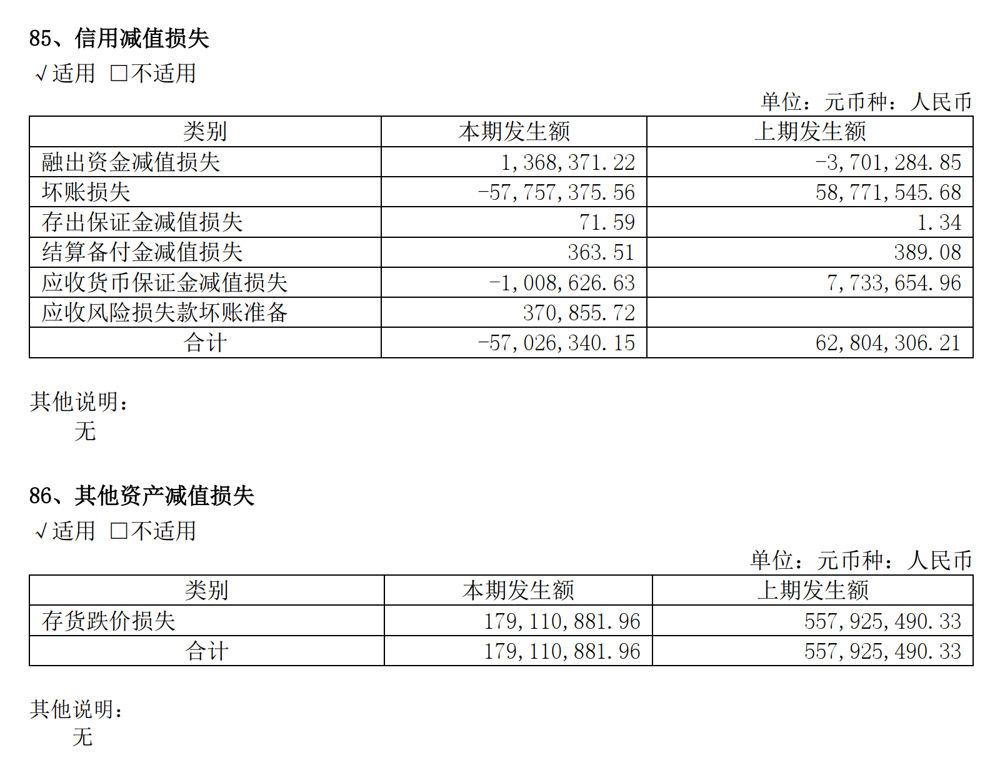 85、信用减值损失
√适用 □不适用
单位：元币种：人民币
类别 本期发生额 上期发生额
融出资金减值损失 1,368,371.22 -3,701,284.85
坏账损失 -57,757,375.56 58,771,545.68
存出保证金减值损失 71.59 1.34
结算备付金减值损失 363.51 389.08
应收货币保证金减值损失 -1,008,626.63 7,733,654.96
应收风险损失款坏账准备 370,855.72
合计 -57,026,340.15 62,804,306.21
其他说明：
无
86、其他资产减值损失
√适用 □不适用
单位：元币种：人民币
类别 本期发生额 上期发生额
存货跌价损失 179,110,881.96 557,925,490.33
合计 179,110,881.96 557,925,490.33
其他说明：
无